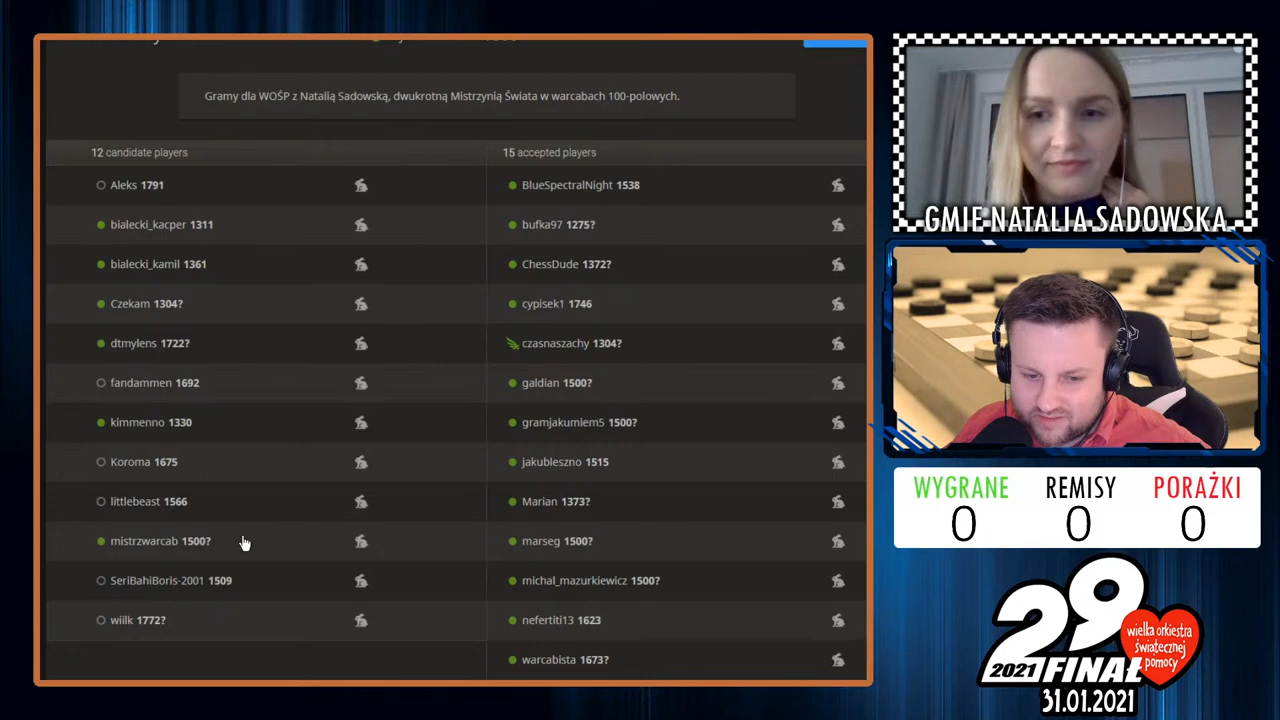 Gramy dla WOŚP z Natalią Sadowską, dwukrotną Mistrzynią Świata w warcabach 100-polowych.
12 candidate players
Aleks 1791
bialecki_kacper 1311
bialecki_kamil 1361
Czekam 1304?
dtmylens 1722?
fandammen 1692
kimmenno 1330
Koroma 1675
littlebeast 1566
mistrzwarcab 1500?
SeriBahiBoris-2001 1509
wiilk 1772?
15 accepted players
BlueSpectralNight 1538
bufka97 1275?
ChessDude 1372?
cypisek1 1746
czasnaszachy 1304?
galdian 1500?
gramjakumiem5 1500?
jakubleszno 1515
Marian 1373?
marseg 1500?
michal_mazurkiewicz 1500?
nefertiti13 1623
warcabista 1673?
GMIE NATALIA SADOWSKA
WYGRANE REMISY PORAŻKI
0 0 0
29
2021 FINAŁ
wielka orkiestra
świątecznej
pomocy
31.01.2021